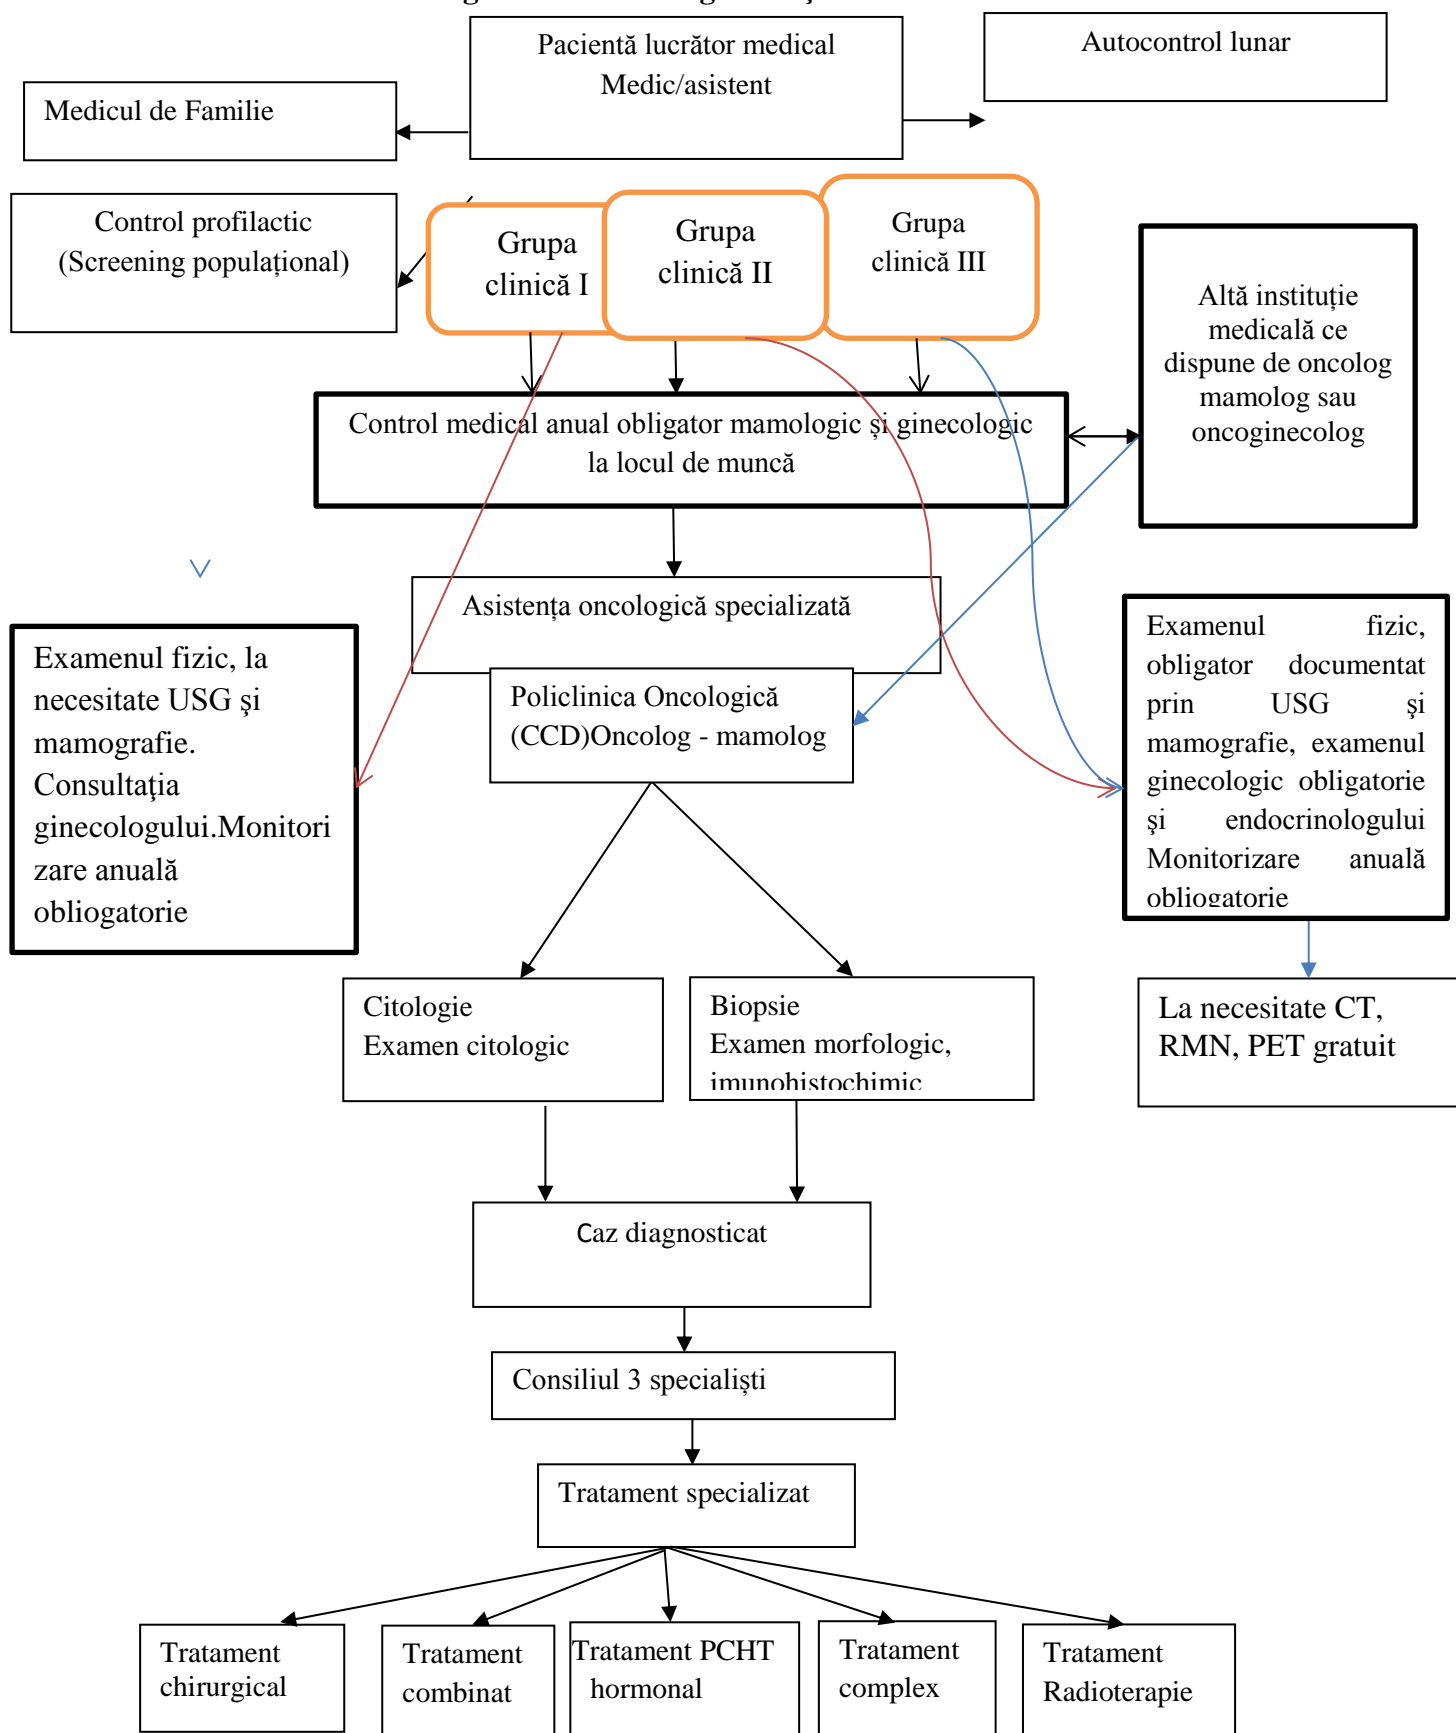 Pacientă lucrător medical
Medic/asistent
Autocontrol lunar
Medicul de Familie
Control profilactic
(Screening populațional)
Grupa
clinică I
Grupa
clinică II
Grupa
clinică III
Altă instituție
medicală ce
dispune de oncolog
mamolog sau
oncoginecolog
Control medical anual obligator mamologic și ginecologic
la locul de muncă
Asistența oncologică specializată
Policlinica Oncologică
(CCD)Oncolog - mamolog
Examenul fizic, la
necesitate USG şi
mamografie.
Consultația
ginecologului.Monitori
zare anuală
obliogatorie
Examenul fizic,
obligator documentat
prin USG şi
mamografie, examenul
ginecologic obligatorie
şi endocrinologului
Monitorizare anuală
obliogatorie
Citologie
Examen citologic
Biopsie
Examen morfologic,
imunohistochimic
La necesitate CT,
RMN, PET gratuit
Caz diagnosticat
Consiliul 3 specialiști
Tratament specializat
Tratament
chirurgical
Tratament
combinat
Tratament PCHT
hormonal
Tratament
complex
Tratament
Radioterapie